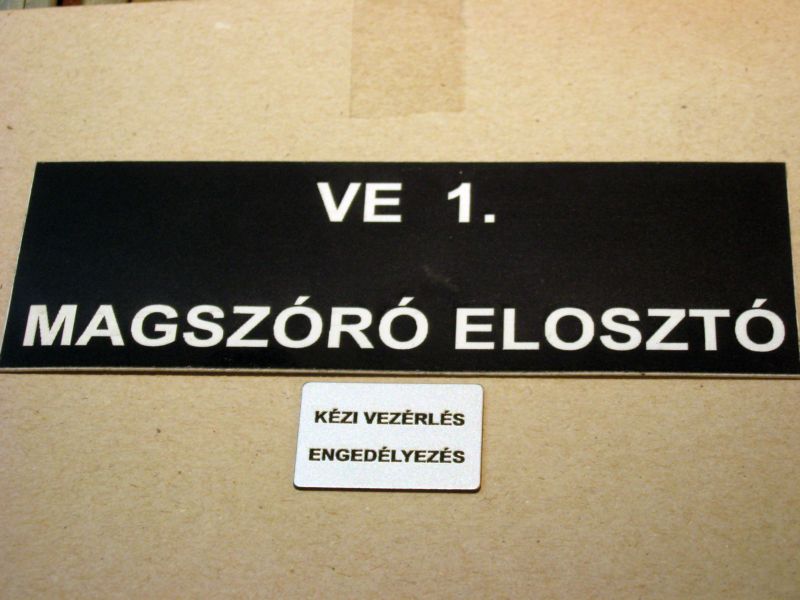 VE 1.
MAGSZÓRÓ ELOSZTÓ
KÉZI VEZÉRLÉS
ENGEDÉLYEZÉS